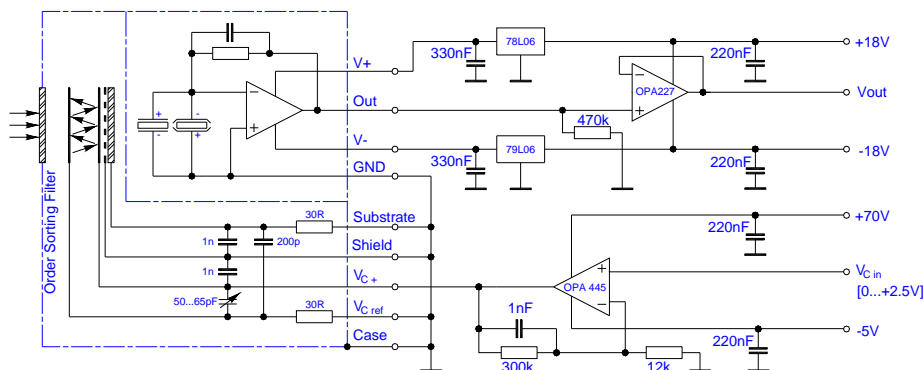 78L06
330nF
220nF
+18V
V+
OPA227
Vout
Out
470k
79L06
V-
330nF
220nF
-18V
GND
Order Sorting Filter
+
-
-
+
-
+
-
+
Substrate
30R
1n
200p
Shield
1n
VC +
50...65pF
30R
VC ref
Case
+70V
220nF
+
-
OPA 445
VC in
[0...+2.5V]
1nF
-5V
220nF
300k
12k